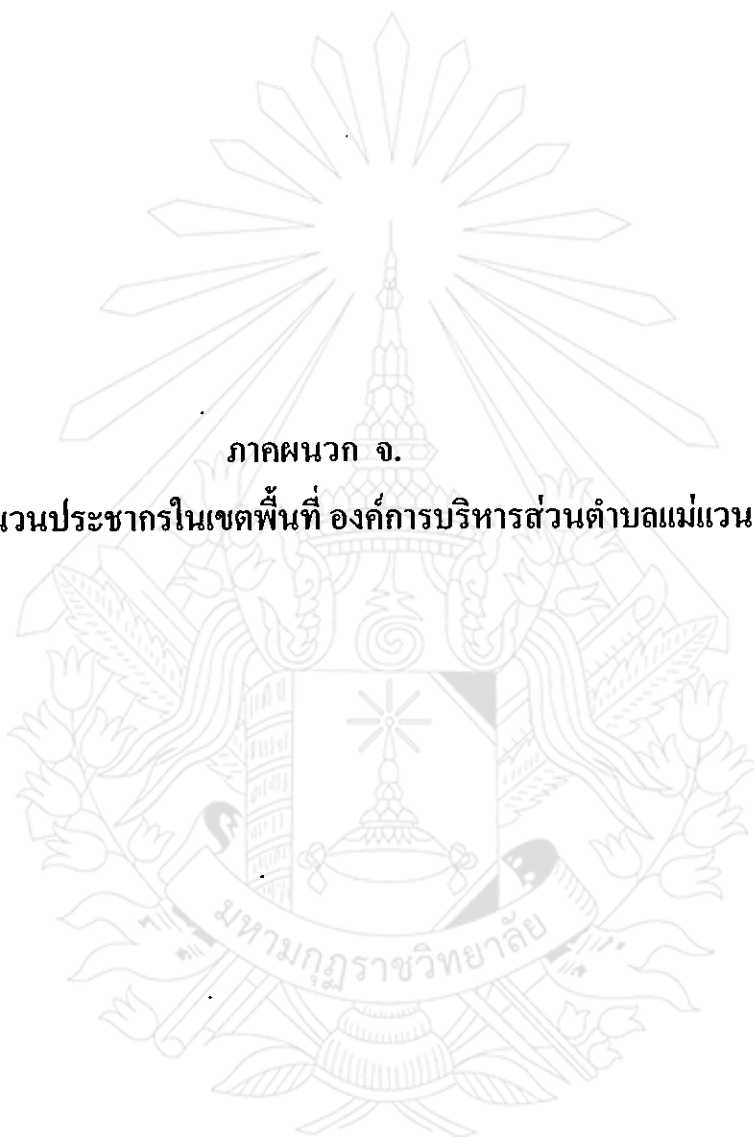 ภาคผนวก จ.
นวนประชากรในเขตพื้นที่ องค์การบริหารส่วนตำบลแม่แวน
มหามกุฏราชวิทยาลัย